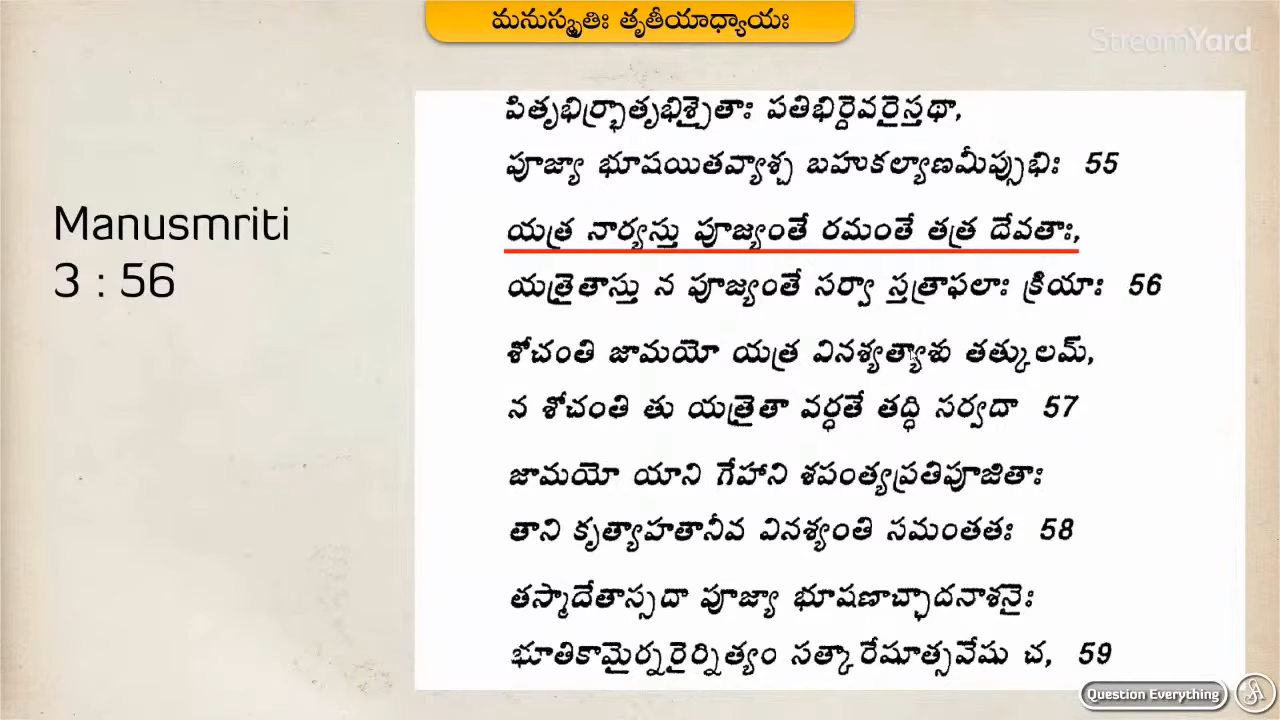 మనుస్మృతిః తృతీయాధ్యాయః
StreamYard
Manusmriti
3 : 56
పితృభిర్భ్రాతృభిశ్చైతాః పతిభిర్దేవరైస్తథా,
పూజ్యా భూషయితవ్యాశ్చ బహుకల్యాణమీప్సుభిః 55
యత్ర నార్యస్తు పూజ్యంతే రమంతే తత్ర దేవతాః,
యత్రైతాస్తు న పూజ్యంతే సర్వా స్తత్రాఫలాః క్రియాః 56
శోచంతి జామయో యత్ర వినశ్యత్యాశు తత్కులమ్,
న శోచంతి తు యత్రైతా వర్ధతే తద్ధి సర్వదా 57
జామయో యాని గేహాని శపంత్యప్రతిపూజితాః
తాని కృత్యాహతానీవ వినశ్యంతి సమంతతః 58
తస్మాదేతాస్సదా పూజ్యా భూషణాచ్ఛాదనాశనైః
భూతికామైర్నరైర్నిత్యం సత్కారేషూత్సవేషు చ, 59
Question Everything